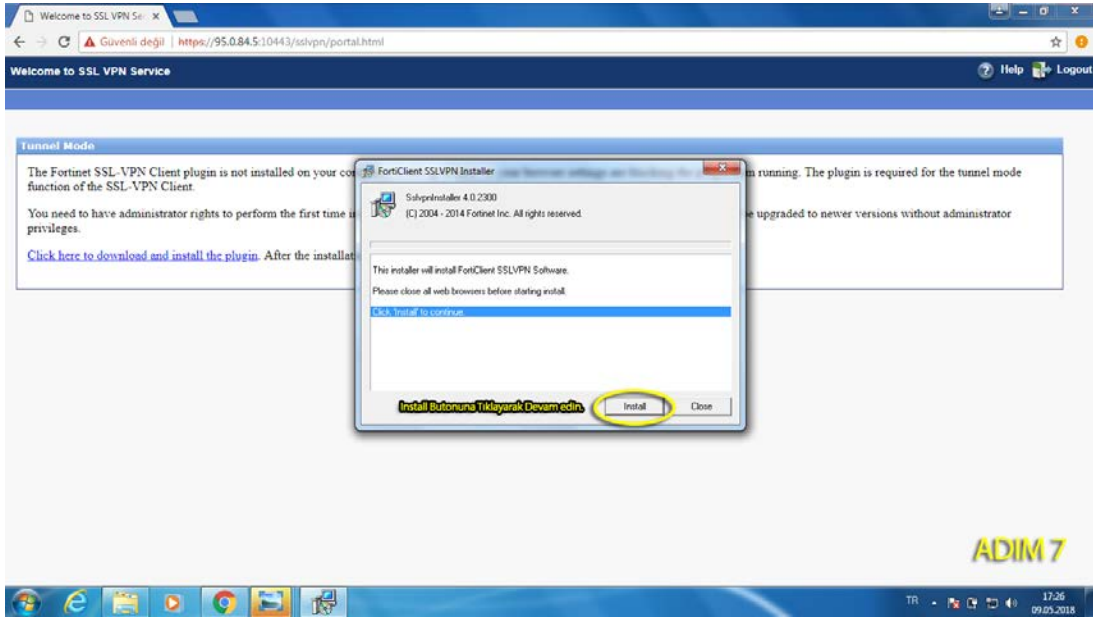 Welcome to SSL VPN Ser
Güvenli değil | https://95.0.84.5:10443/sslvpn/portal.html
Welcome to SSL VPN Service
Help
Logout
Tunnel Mode
The Fortinet SSL-VPN Client plugin is not installed on your co
m running. The plugin is required for the tunnel mode
function of the SSL-VPN Client.
You need to have administrator rights to perform the first time i
e upgraded to newer versions without administrator
privileges.
Click here to download and install the plugin. After the installat
FortiClient SSLVPN Installer
SslvpnInstaller 4.0.2300
(C) 2004 - 2014 Fortinet Inc. All rights reserved.
This installer will install FortiClient SSLVPN Software.
Please close all web browsers before starting install.
Click 'Install' to continue.
Install Butonuna Tıklayarak Devam edin.
Install
Close
ADIM 7
TR
17:26
09.05.2018